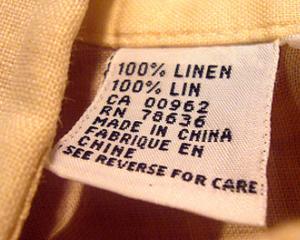 100% LINEN
100% LIN
CA 00962
RN 78636
MADE IN CHINA
FABRIQUE EN
CHINE
SEE REVERSE FOR CARE